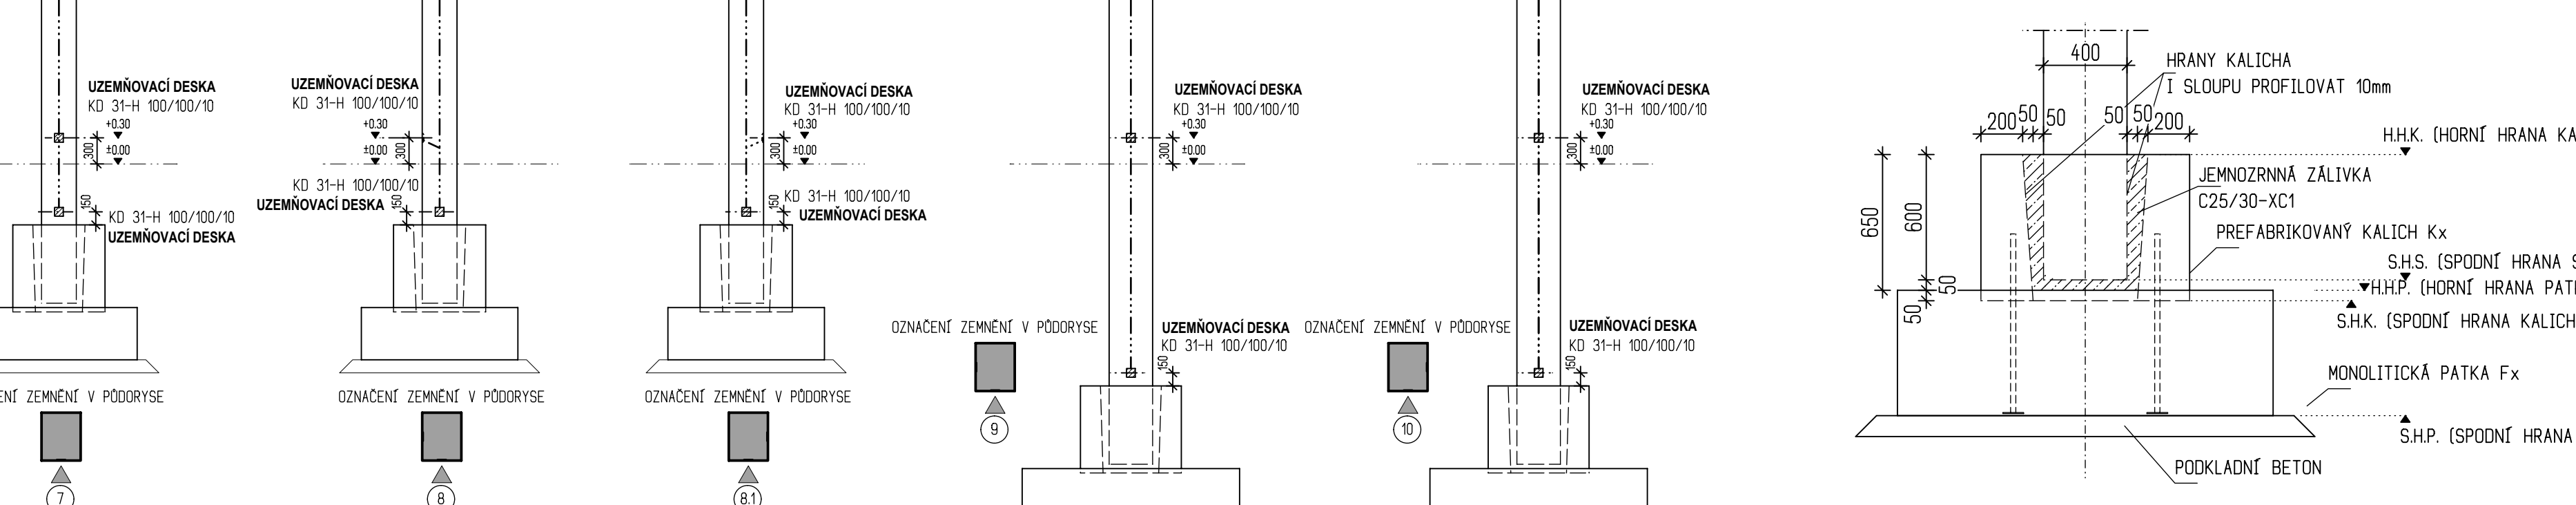 UZEMŇOVACÍ DESKA
KD 31-H 100/100/10
+0.30
±0.00
300
150
KD 31-H 100/100/10
UZEMŇOVACÍ DESKA
ENÍ ZEMNĚNÍ V PŮDORYSE
7
UZEMŇOVACÍ DESKA
KD 31-H 100/100/10
+0.30
±0.00
300
KD 31-H 100/100/10
UZEMŇOVACÍ DESKA
150
OZNAČENÍ ZEMNĚNÍ V PŮDORYSE
8
UZEMŇOVACÍ DESKA
KD 31-H 100/100/10
+0.30
±0.00
300
150
KD 31-H 100/100/10
UZEMŇOVACÍ DESKA
OZNAČENÍ ZEMNĚNÍ V PŮDORYSE
8.1
UZEMŇOVACÍ DESKA
KD 31-H 100/100/10
+0.30
±0.00
300
OZNAČENÍ ZEMNĚNÍ V PŮDORYSE
UZEMŇOVACÍ DESKA
KD 31-H 100/100/10
150
9
UZEMŇOVACÍ DESKA
KD 31-H 100/100/10
+0.30
±0.00
300
OZNAČENÍ ZEMNĚNÍ V PŮDORYSE
UZEMŇOVACÍ DESKA
KD 31-H 100/100/10
150
10
400
HRANY KALICHA
I SLOUPU PROFILOVAT 10mm
200 50 50 50 50 200
H.H.K. (HORNÍ HRANA KA
JEMNOZRNNÁ ZÁLIVKA
C25/30-XC1
650
600
PREFABRIKOVANÝ KALICH Kx
S.H.S. (SPODNÍ HRANA S
50
H.H.P. (HORNÍ HRANA PAT
50
S.H.K. (SPODNÍ HRANA KALICH
MONOLITICKÁ PATKA Fx
S.H.P. (SPODNÍ HRANA
PODKLADNÍ BETON